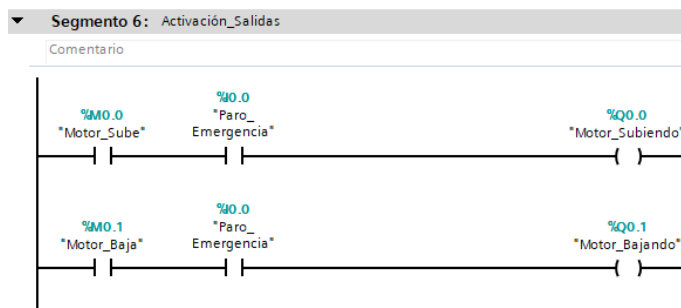 Segmento 6: Activación_Salidas
Comentario
%M0.0
"Motor_Sube"
%I0.0
"Paro_
Emergencia"
%Q0.0
"Motor_Subiendo"
%M0.1
"Motor_Baja"
%I0.0
"Paro_
Emergencia"
%Q0.1
"Motor_Bajando"